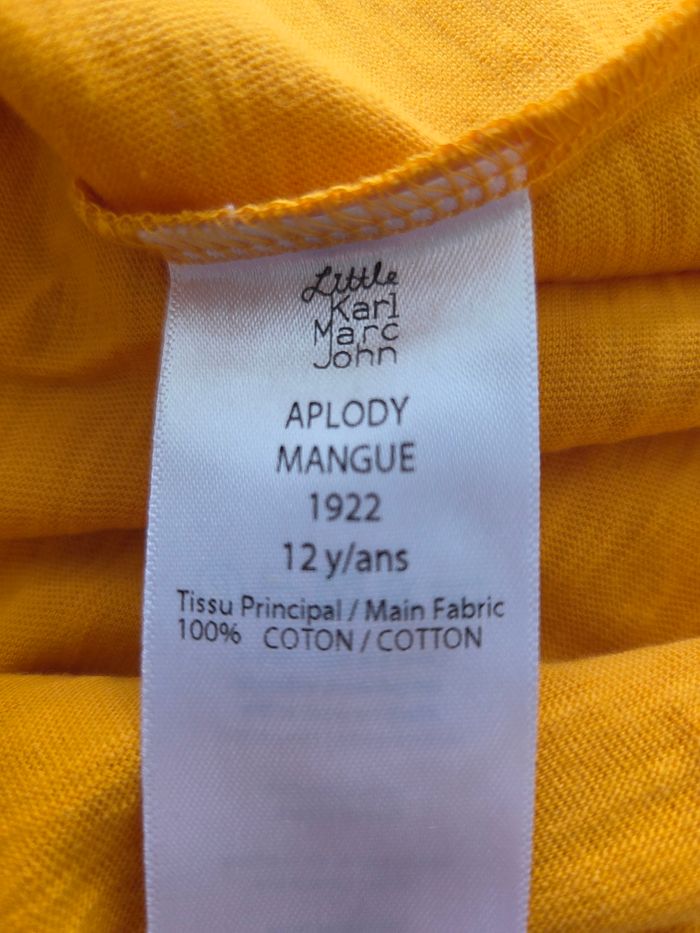 Little
Karl
Marc
John
APLODY
MANGUE
1922
12 y/ans
Tissu Principal / Main Fabric
100% COTON / COTTON